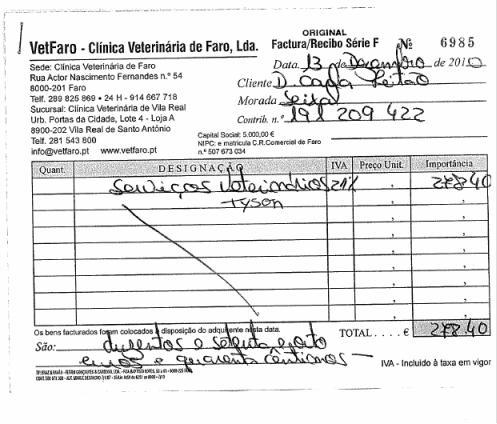 ORIGINAL
VetFaro - Clínica Veterinária de Faro, Lda.
Factura/Recibo Série F Nº 6985
Sede: Clínica Veterinária de Faro
Rua Actor Nascimento Fernandes n.º 54
8000-201 Faro
Telf. 289 825 869 • 24 H - 914 667 718
Sucursal: Clínica Veterinária de Vila Real
Urb. Portas da Cidade, Lote 4 - Loja A
8900-202 Vila Real de Santo António
Telf. 281 543 800
info@vetfaro.pt www.vetfaro.pt
Data, 13 de Dezembro de 2010
Cliente D. Carla Leitão
Morada Seixal
Contrib. n.º 191 209 422
Capital Social: 5.000,00 €
NIPC: e matrícula C.R.Comercial de Faro
n.º 507 673 034
Quant. DESIGNAÇÃO IVA Preço Unit. Importância
Serviços veterinários 21% 278,40
Tyson
Os bens facturados foram colocados à disposição do adquirente nesta data.
TOTAL . . . . € 278,40
São: duzentos e setenta e oito
euros e quarenta cêntimos
IVA - Incluído à taxa em vigor